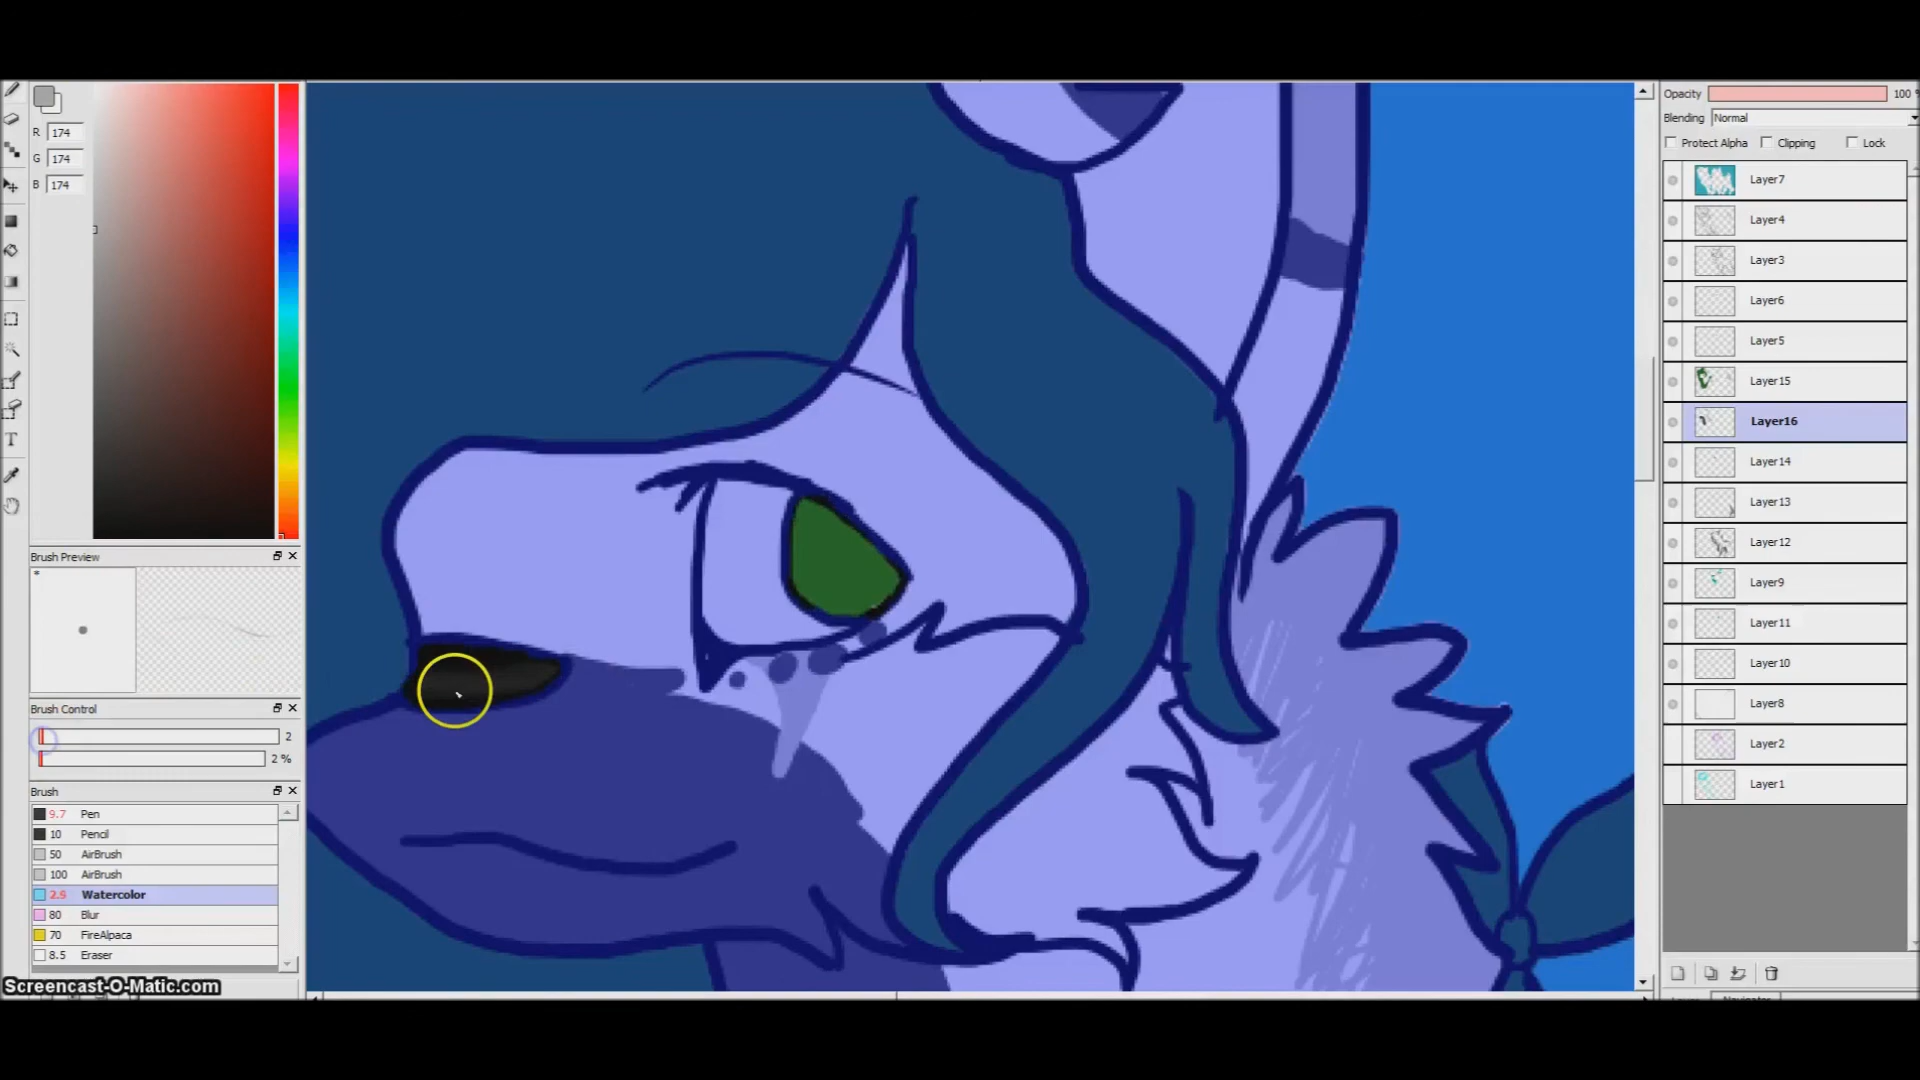 Opacity 100 %
Blending Normal
Protect Alpha Clipping Lock
R 174
G 174
B 174
Layer7
Layer4
Layer3
Layer6
Layer5
Layer15
Layer16
Layer14
Layer13
Layer12
Layer9
Layer11
Layer10
Layer8
Layer2
Layer1
Brush Preview
*
Brush Control
2
2 %
Brush
9.7 Pen
10 Pencil
50 AirBrush
100 AirBrush
2.9 Watercolor
80 Blur
70 FireAlpaca
8.5 Eraser
Screencast-O-Matic.com
T